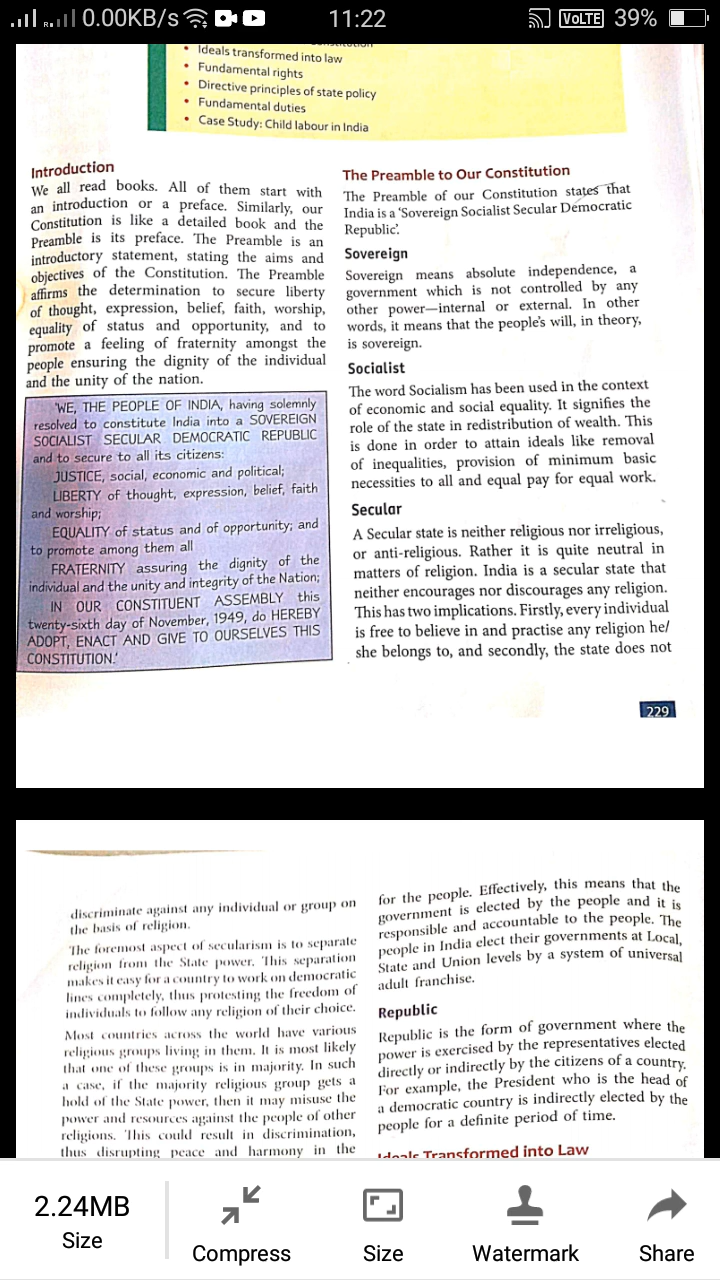 0.00KB/s
11:22
VoLTE
39%
• Ideals transformed into law
• Fundamental rights
• Directive principles of state policy
• Fundamental duties
• Case Study: Child labour in India
Introduction
We all read books. All of them start with
an introduction or a preface. Similarly, our
Constitution is like a detailed book and the
Preamble is its preface. The Preamble is an
introductory statement, stating the aims and
objectives of the Constitution. The Preamble
affirms the determination to secure liberty
of thought, expression, belief, faith, worship,
equality of status and opportunity, and to
promote a feeling of fraternity amongst the
people ensuring the dignity of the individual
and the unity of the nation.
'WE, THE PEOPLE OF INDIA, having solemnly
resolved to constitute India into a SOVEREIGN
SOCIALIST SECULAR DEMOCRATIC REPUBLIC
and to secure to all its citizens:
JUSTICE, social, economic and political;
LIBERTY of thought, expression, belief, faith
and worship;
EQUALITY of status and of opportunity; and
to promote among them all
FRATERNITY assuring the dignity of the
individual and the unity and integrity of the Nation;
IN OUR CONSTITUENT ASSEMBLY this
twenty-sixth day of November, 1949, do HEREBY
ADOPT, ENACT AND GIVE TO OURSELVES THIS
CONSTITUTION.'
The Preamble to Our Constitution
The Preamble of our Constitution states that
India is a 'Sovereign Socialist Secular Democratic
Republic'.
Sovereign
Sovereign means absolute independence, a
government which is not controlled by any
other power—internal or external. In other
words, it means that the people's will, in theory,
is sovereign.
Socialist
The word Socialism has been used in the context
of economic and social equality. It signifies the
role of the state in redistribution of wealth. This
is done in order to attain ideals like removal
of inequalities, provision of minimum basic
necessities to all and equal pay for equal work.
Secular
A Secular state is neither religious nor irreligious,
or anti-religious. Rather it is quite neutral in
matters of religion. India is a secular state that
neither encourages nor discourages any religion.
This has two implications. Firstly, every individual
is free to believe in and practise any religion he/
she belongs to, and secondly, the state does not
229
discriminate against any individual or group on
the basis of religion.
The foremost aspect of secularism is to separate
religion from the State power. This separation
makes it easy for a country to work on democratic
lines completely, thus protesting the freedom of
individuals to follow any religion of their choice.
Most countries across the world have various
religious groups living in them. It is most likely
that one of these groups is in majority. In such
a case, if the majority religious group gets a
hold of the State power, then it may misuse the
power and resources against the people of other
religions. This could result in discrimination,
thus disrupting peace and harmony in the
for the people. Effectively, this means that the
government is elected by the people and it is
responsible and accountable to the people. The
people in India elect their governments at Local,
State and Union levels by a system of universal
adult franchise.
Republic
Republic is the form of government where the
power is exercised by the representatives elected
directly or indirectly by the citizens of a country.
For example, the President who is the head of
a democratic country is indirectly elected by the
people for a definite period of time.
Ideals Transformed into Law
2.24MB
Size
Compress
Size
Watermark
Share